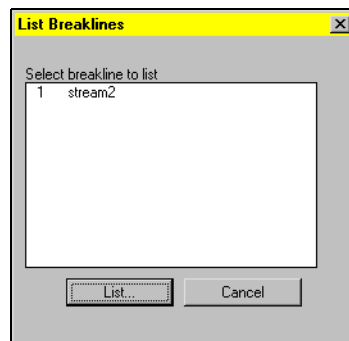 List Breaklines
Select breakline to list
1 stream2
List... Cancel